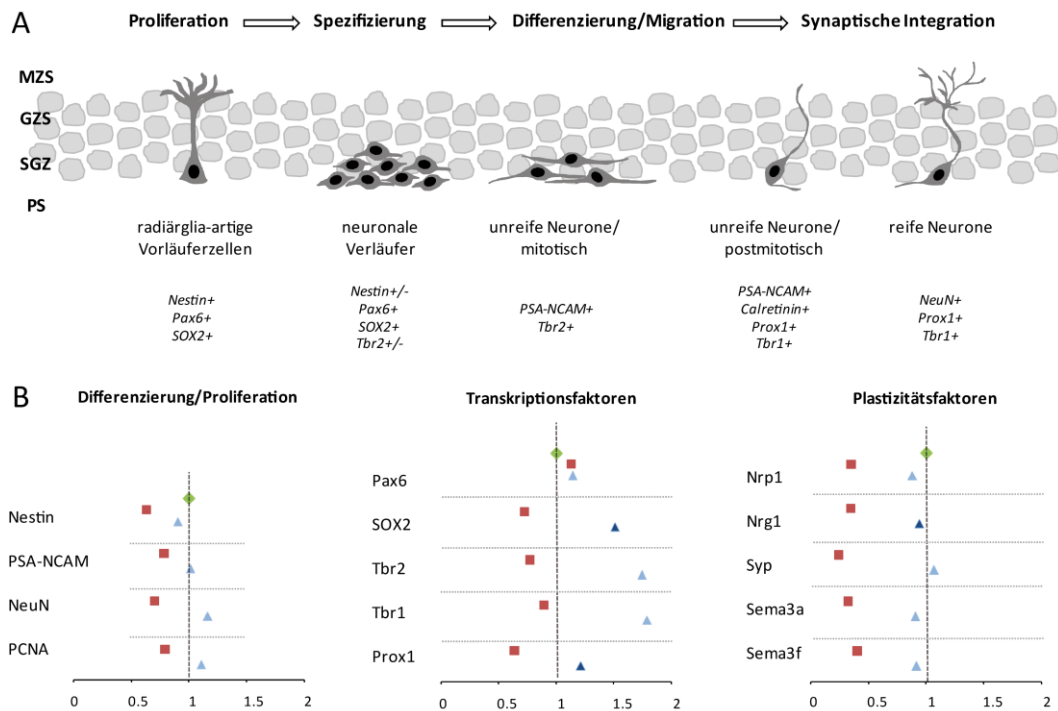 A
Proliferation
Spezifizierung
Differenzierung/Migration
Synaptische Integration
MZS
GZS
SGZ
PS
radiärglia-artige
Vorläuferzellen
neuronale
Verläufer
unreife Neurone/
mitotisch
unreife Neurone/
postmitotisch
reife Neurone
Nestin+
Pax6+
SOX2+
Nestin+/-
Pax6+
SOX2+
Tbr2+/-
PSA-NCAM+
Tbr2+
PSA-NCAM+
Calretinin+
Prox1+
Tbr1+
NeuN+
Prox1+
Tbr1+
B
Differenzierung/Proliferation
Nestin
PSA-NCAM
NeuN
PCNA
0 0.5 1 1.5 2
Transkriptionsfaktoren
Pax6
SOX2
Tbr2
Tbr1
Prox1
0 0.5 1 1.5 2
Plastizitätsfaktoren
Nrp1
Nrg1
Syp
Sema3a
Sema3f
0 0.5 1 1.5 2